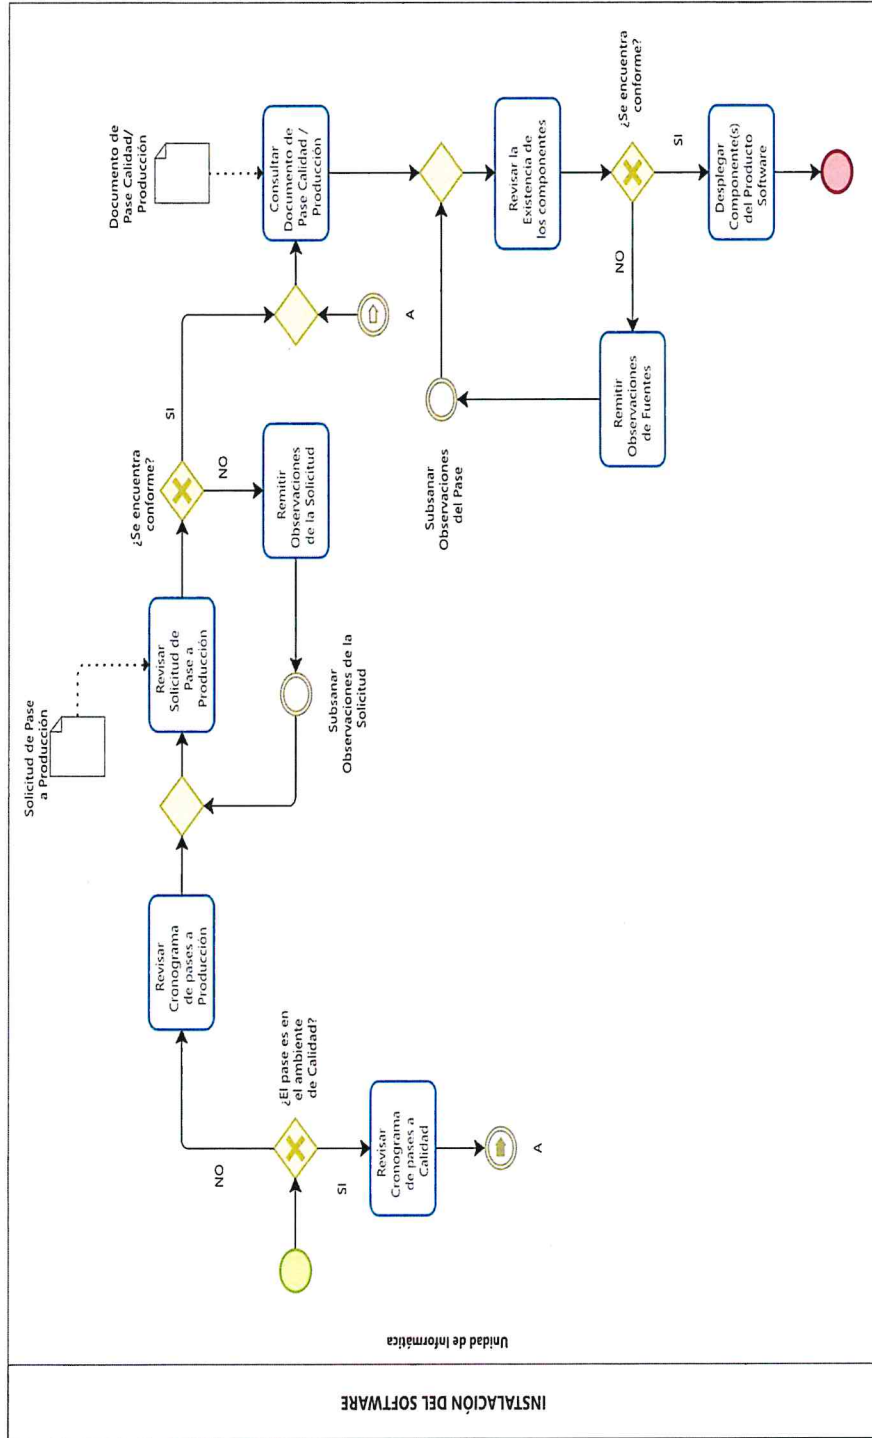 INSTALACIÓN DEL SOFTWARE
Unidad de Informática
¿El pase es en
el ambiente
de Calidad?
NO
SI
Revisar
Cronograma
de pases a
Calidad
A
Revisar
Cronograma
de pases a
Producción
Solicitud de Pase
a Producción
Revisar
Solicitud de
Pase a
Producción
¿Se encuentra
conforme?
SI
NO
Remitir
Observaciones
de la Solicitud
Subsanar
Observaciones de la
Solicitud
A
Documento de
Pase Calidad/
Producción
Consultar
Documento de
Pase Calidad /
Producción
Revisar la
Existencia de
los componentes
¿Se encuentra
conforme?
NO
SI
Remitir
Observaciones
de Fuentes
Subsanar
Observaciones
del Pase
Desplegar
Componente(s)
del Producto
Software